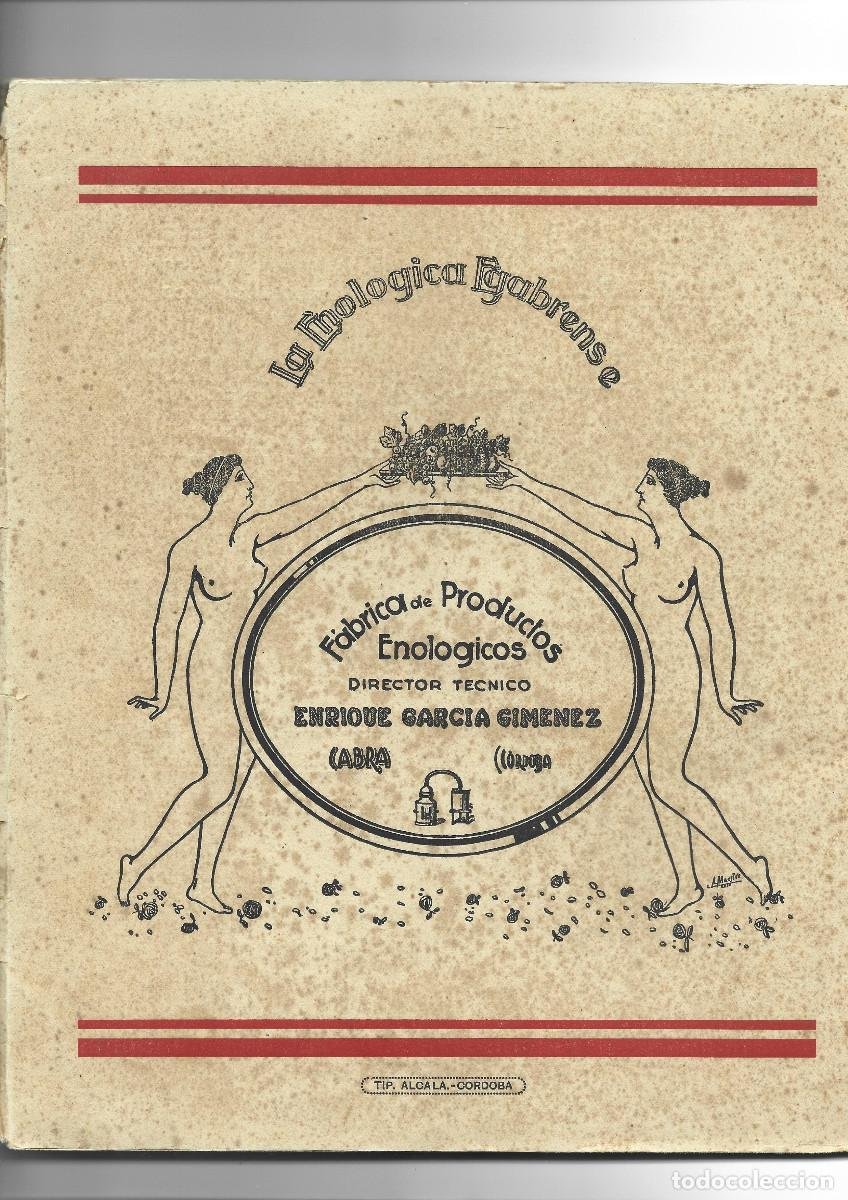 La Enologica Egabrense
Fábrica de Productos
Enologicos
DIRECTOR TECNICO
ENRIQUE GARCIA GIMENEZ
CABRA (CÓRDOBA
TIP. ALCALA.-CORDOBA
todocoleccion